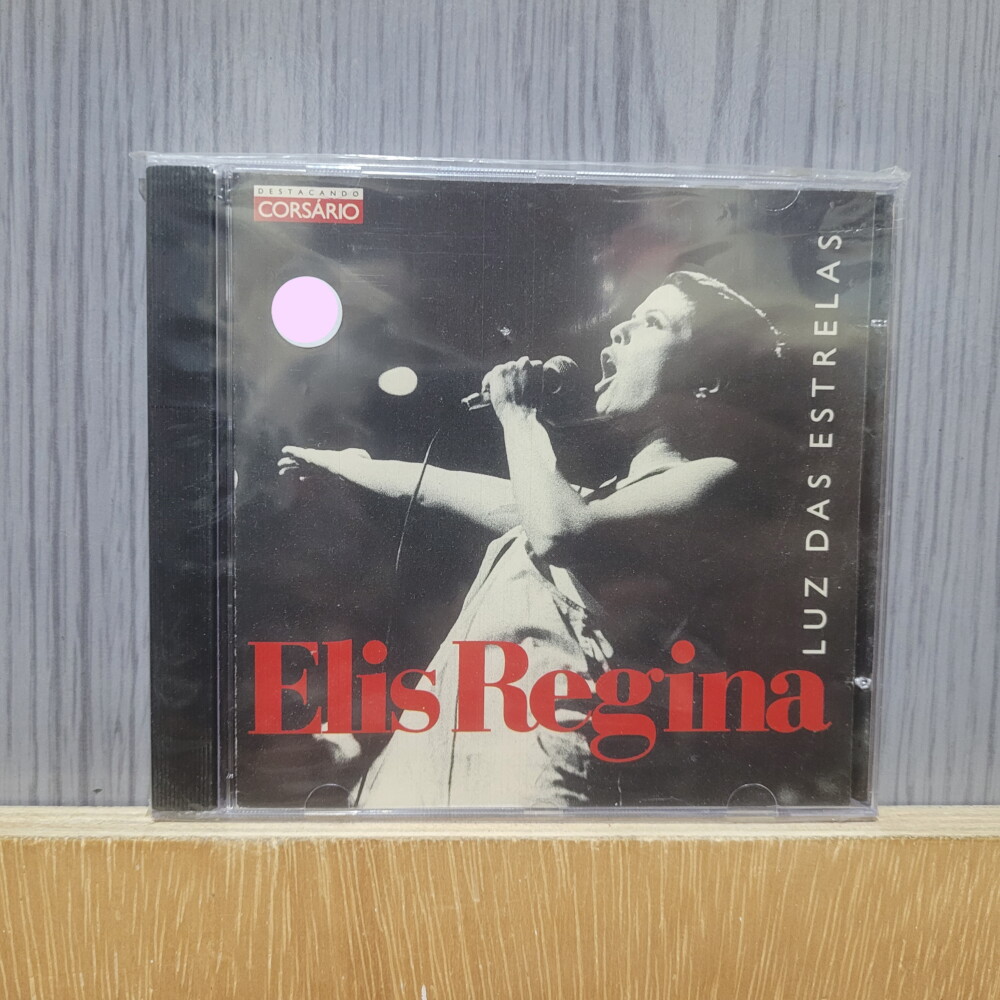 DESTACANDO
CORSÁRIO
LUZ DAS ESTRELAS
Elis Regina